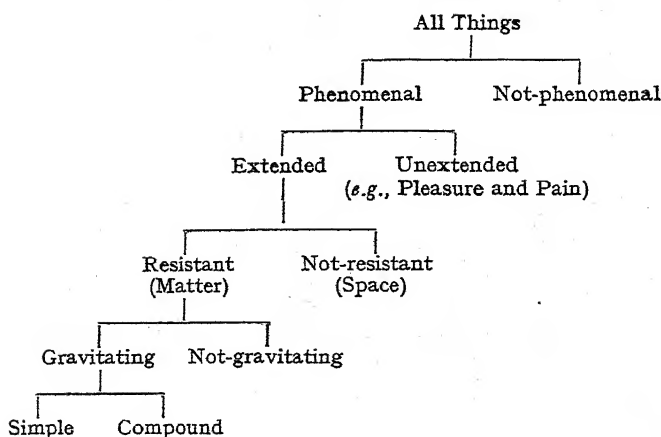 All Things
Phenomenal Not-phenomenal
Extended Unextended
(e.g., Pleasure and Pain)
Resistant Not-resistant
(Matter) (Space)
Gravitating Not-gravitating
Simple Compound